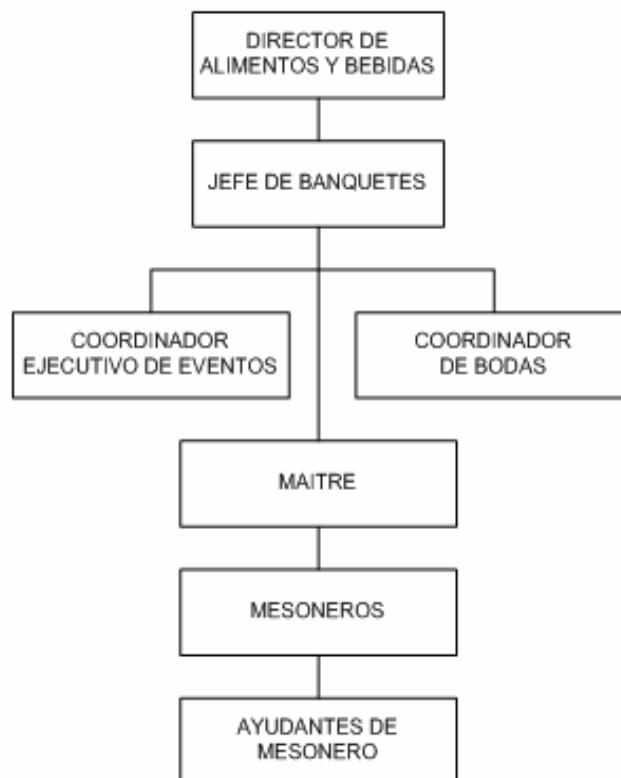 DIRECTOR DE
ALIMENTOS Y BEBIDAS
JEFE DE BANQUETES
COORDINADOR
EJECUTIVO DE EVENTOS
COORDINADOR
DE BODAS
MAITRE
MESONEROS
AYUDANTES DE
MESONERO